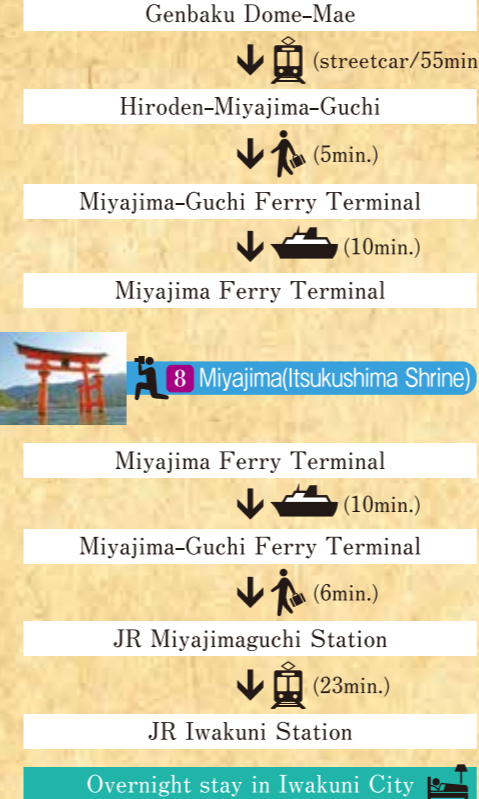 Genbaku Dome-Mae
(streetcar/55min
Hiroden-Miyajima-Guchi
(5min.)
Miyajima-Guchi Ferry Terminal
(10min.)
Miyajima Ferry Terminal
8 Miyajima(Itsukushima Shrine)
Miyajima Ferry Terminal
(10min.)
Miyajima-Guchi Ferry Terminal
(6min.)
JR Miyajimaguchi Station
(23min.)
JR Iwakuni Station
Overnight stay in Iwakuni City